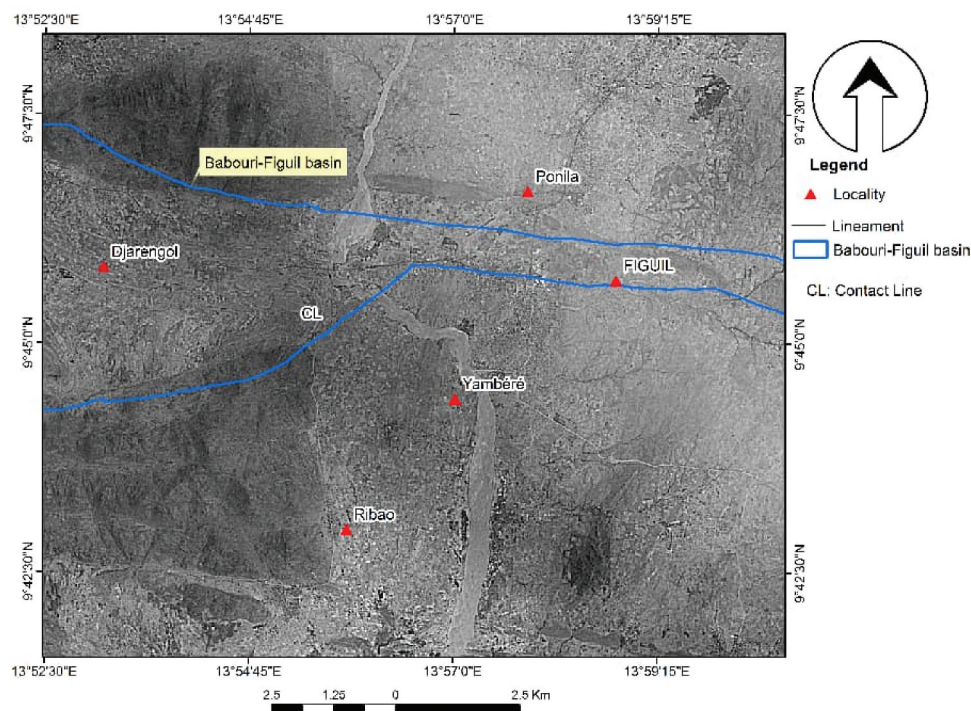 13°52'30"E
13°54'45"E
13°57'0"E
13°59'15"E
9°47'30"N
9°47'30"N
Babouri-Figuil basin
Ponila
Djarengol
FIGUIL
CL
9°45'0"N
9°45'0"N
Yambéré
Ribao
9°42'30"N
9°42'30"N
13°52'30"E
13°54'45"E
13°57'0"E
13°59'15"E
2.5 1.25 0 2.5 Km
Legend
Locality
Lineament
Babouri-Figuil basin
CL: Contact Line